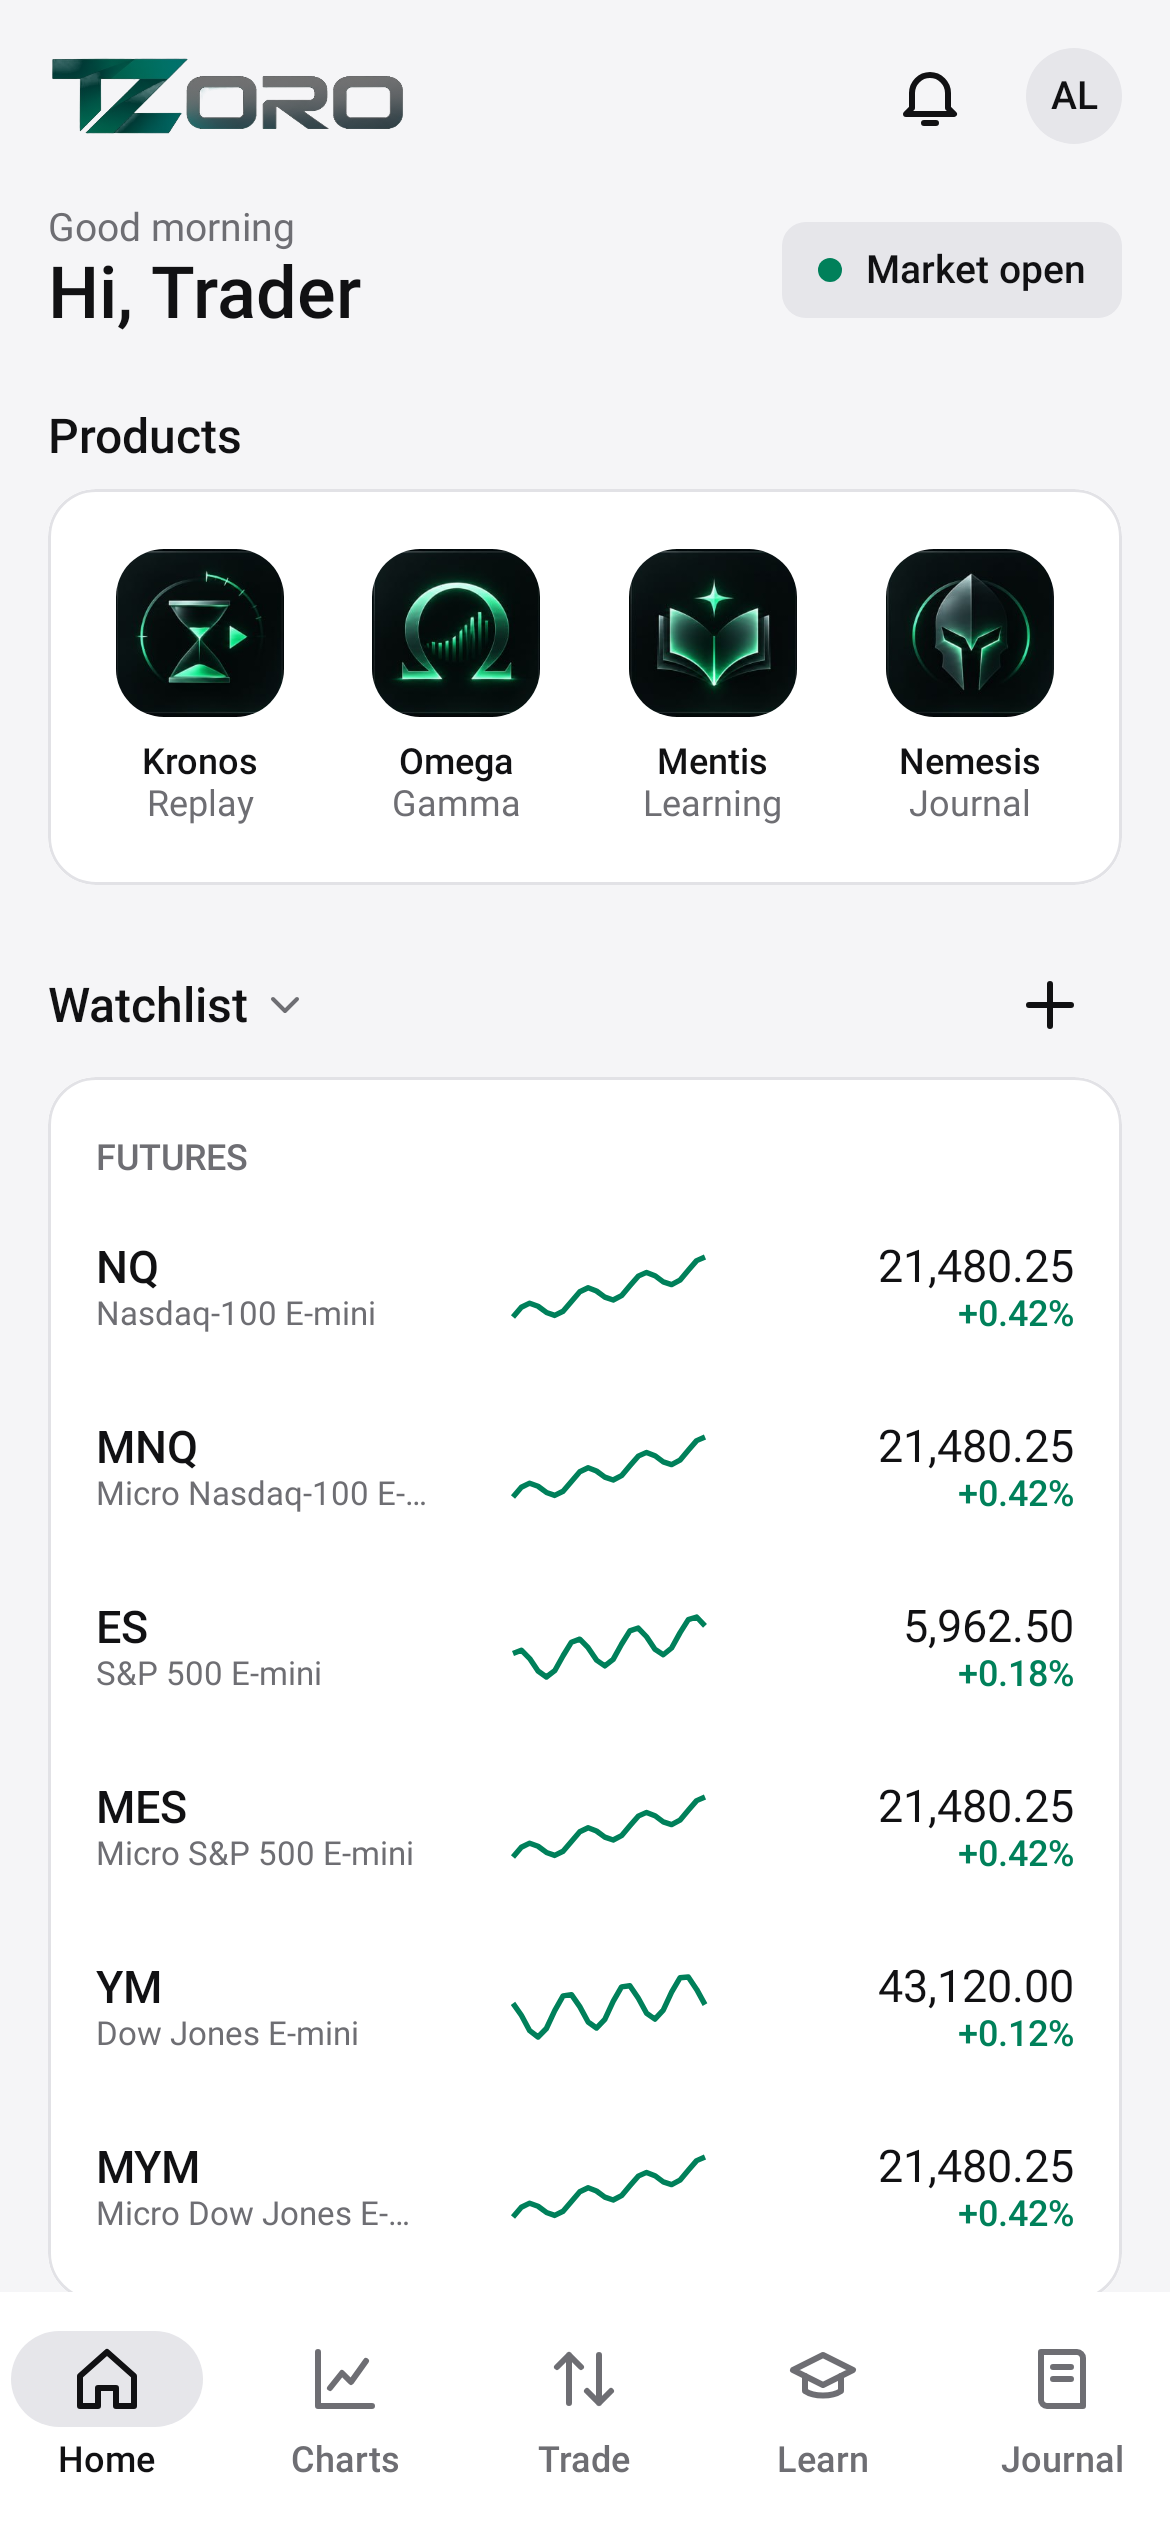 TZORO
AL
Good morning
Hi, Trader
Market open
Products
Kronos
Replay
Omega
Gamma
Mentis
Learning
Nemesis
Journal
Watchlist
FUTURES
NQ
21,480.25
Nasdaq-100 E-mini
+0.42%
MNQ
21,480.25
Micro Nasdaq-100 E-...
+0.42%
ES
5,962.50
S&P 500 E-mini
+0.18%
MES
21,480.25
Micro S&P 500 E-mini
+0.42%
YM
43,120.00
Dow Jones E-mini
+0.12%
MYM
21,480.25
Micro Dow Jones E-...
+0.42%
Home
Charts
Trade
Learn
Journal